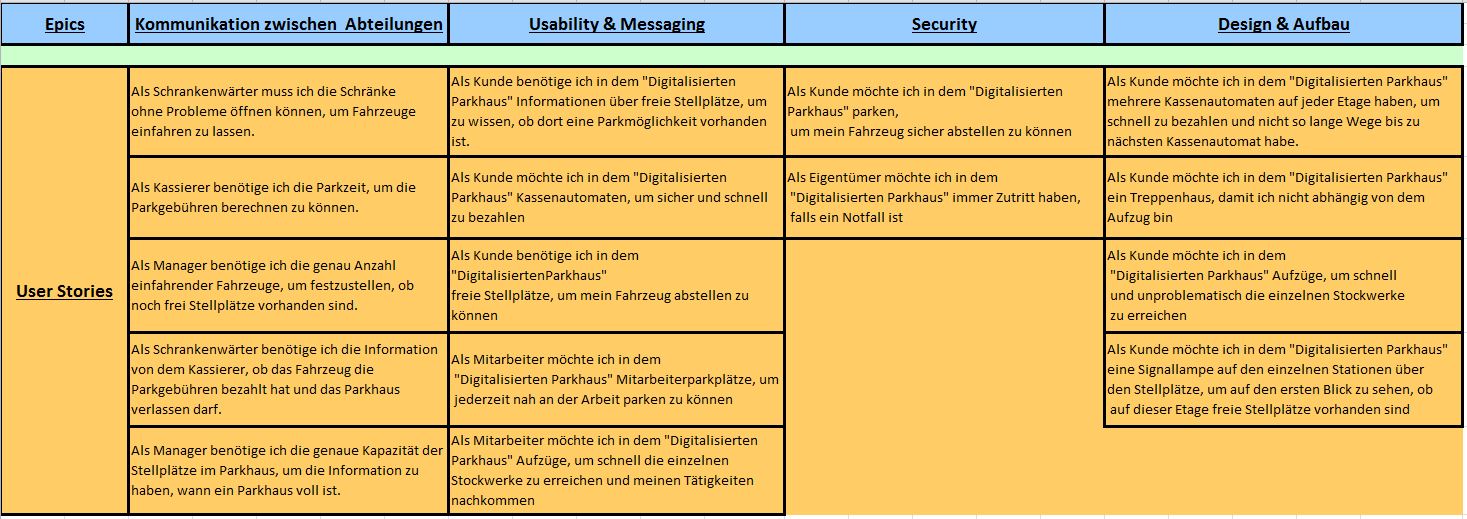 Epics
Kommunikation zwischen Abteilungen
Usability & Messaging
Security
Design & Aufbau
User Stories
Als Schrankenwärter muss ich die Schränke
ohne Probleme öffnen können, um Fahrzeuge
einfahren zu lassen.
Als Kunde benötige ich in dem "Digitalisierten
Parkhaus" Informationen über freie Stellplätze, um
zu wissen, ob dort eine Parkmöglichkeit vorhanden
ist.
Als Kunde möchte ich in dem "Digitalisierten
Parkhaus" parken,
um mein Fahrzeug sicher abstellen zu können
Als Kunde möchte ich in dem "Digitalisierten Parkhaus"
mehrere Kassenautomaten auf jeder Etage haben, um
schnell zu bezahlen und nicht so lange Wege bis zu
nächsten Kassenautomat habe.
Als Kassierer benötige ich die Parkzeit, um die
Parkgebühren berechnen zu können.
Als Kunde möchte ich in dem "Digitalisierten
Parkhaus" Kassenautomaten, um sicher und schnell
zu bezahlen
Als Eigentümer möchte ich in dem
"Digitalisierten Parkhaus" immer Zutritt haben,
falls ein Notfall ist
Als Kunde möchte ich in dem "Digitalisierten Parkhaus"
ein Treppenhaus, damit ich nicht abhängig von dem
Aufzug bin
Als Manager benötige ich die genau Anzahl
einfahrender Fahrzeuge, um festzustellen, ob
noch frei Stellplätze vorhanden sind.
Als Kunde benötige ich in dem
"DigitalisiertenParkhaus"
freie Stellplätze, um mein Fahrzeug abstellen zu
können
Als Kunde möchte ich in dem
"Digitalisierten Parkhaus" Aufzüge, um schnell
und unproblematisch die einzelnen Stockwerke
zu erreichen
Als Schrankenwärter benötige ich die Information
von dem Kassierer, ob das Fahrzeug die
Parkgebühren bezahlt hat und das Parkhaus
verlassen darf.
Als Mitarbeiter möchte ich in dem
"Digitalisierten Parkhaus" Mitarbeiterparkplätze, um
jederzeit nah an der Arbeit parken zu können
Als Kunde möchte ich in dem "Digitalisierten Parkhaus"
eine Signallampe auf den einzelnen Stationen über
den Stellplätze, um auf den ersten Blick zu sehen, ob
auf dieser Etage freie Stellplätze vorhanden sind
Als Manager benötige ich die genaue Kapazität der
Stellplätze im Parkhaus, um die Information zu
haben, wann ein Parkhaus voll ist.
Als Mitarbeiter möchte ich in dem "Digitalisierten
Parkhaus" Aufzüge, um schnell die einzelnen
Stockwerke zu erreichen und meinen Tätigkeiten
nachkommen